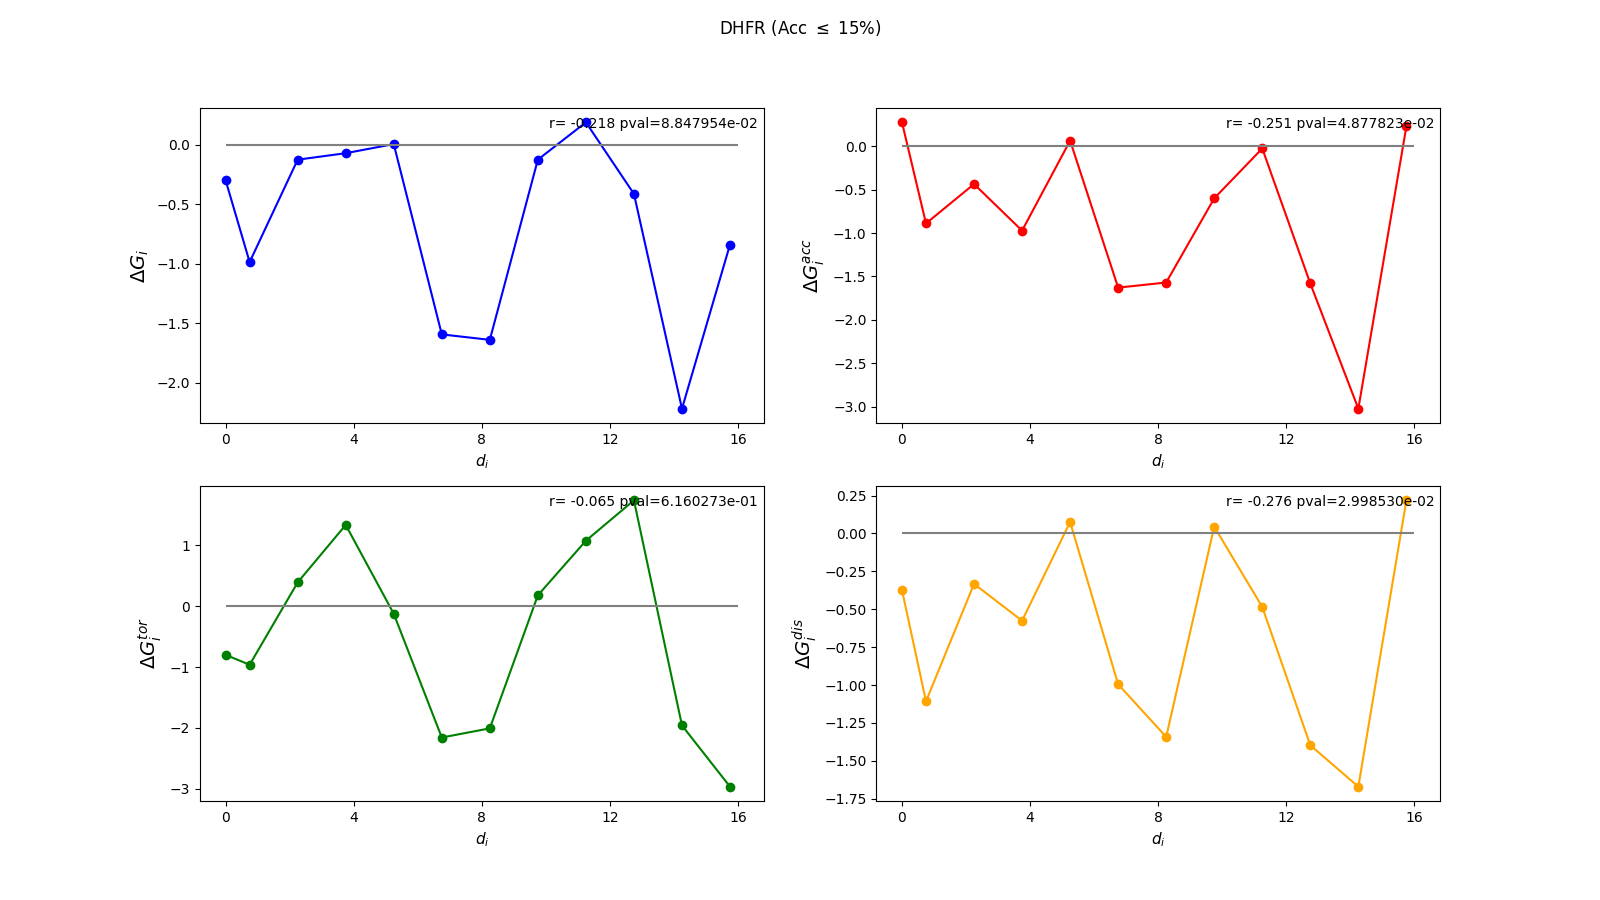 DHFR (Acc ≤ 15%)
r= -0.218 pval=8.847954e-02
0.0
−0.5
−1.0
−1.5
−2.0
ΔG_i
0 4 8 12 16
d_i
r= -0.251 pval=4.877823e-02
0.0
−0.5
−1.0
−1.5
−2.0
−2.5
−3.0
ΔG_i^{acc}
0 4 8 12 16
d_i
r= -0.065 pval=6.160273e-01
1
0
−1
−2
−3
ΔG_i^{tor}
0 4 8 12 16
d_i
r= -0.276 pval=2.998530e-02
0.25
0.00
−0.25
−0.50
−0.75
−1.00
−1.25
−1.50
−1.75
ΔG_i^{dis}
0 4 8 12 16
d_i